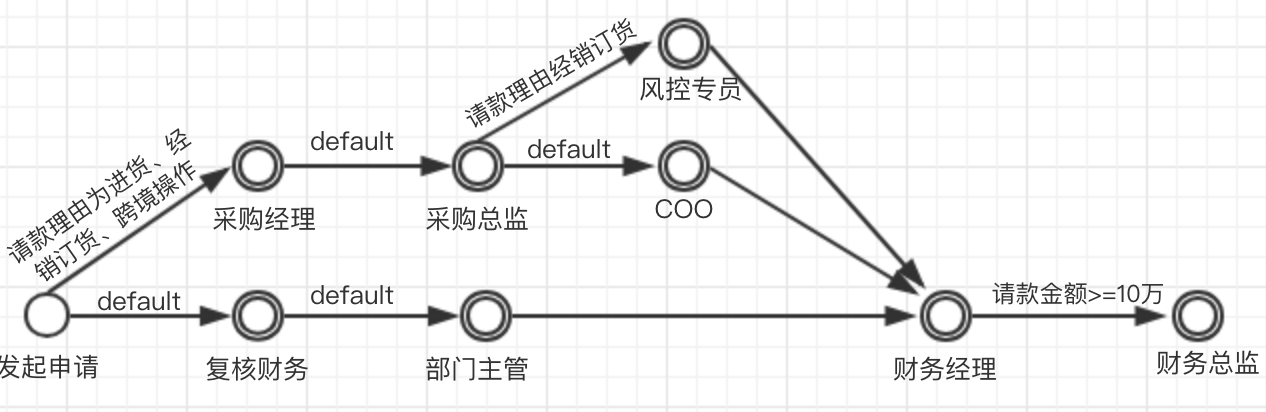 请款理由经销订货
风控专员
请款理由为进货、经
销订货、跨境操作
default
default
采购经理
采购总监
COO
default
default
请款金额>=10万
发起申请
复核财务
部门主管
财务经理
财务总监